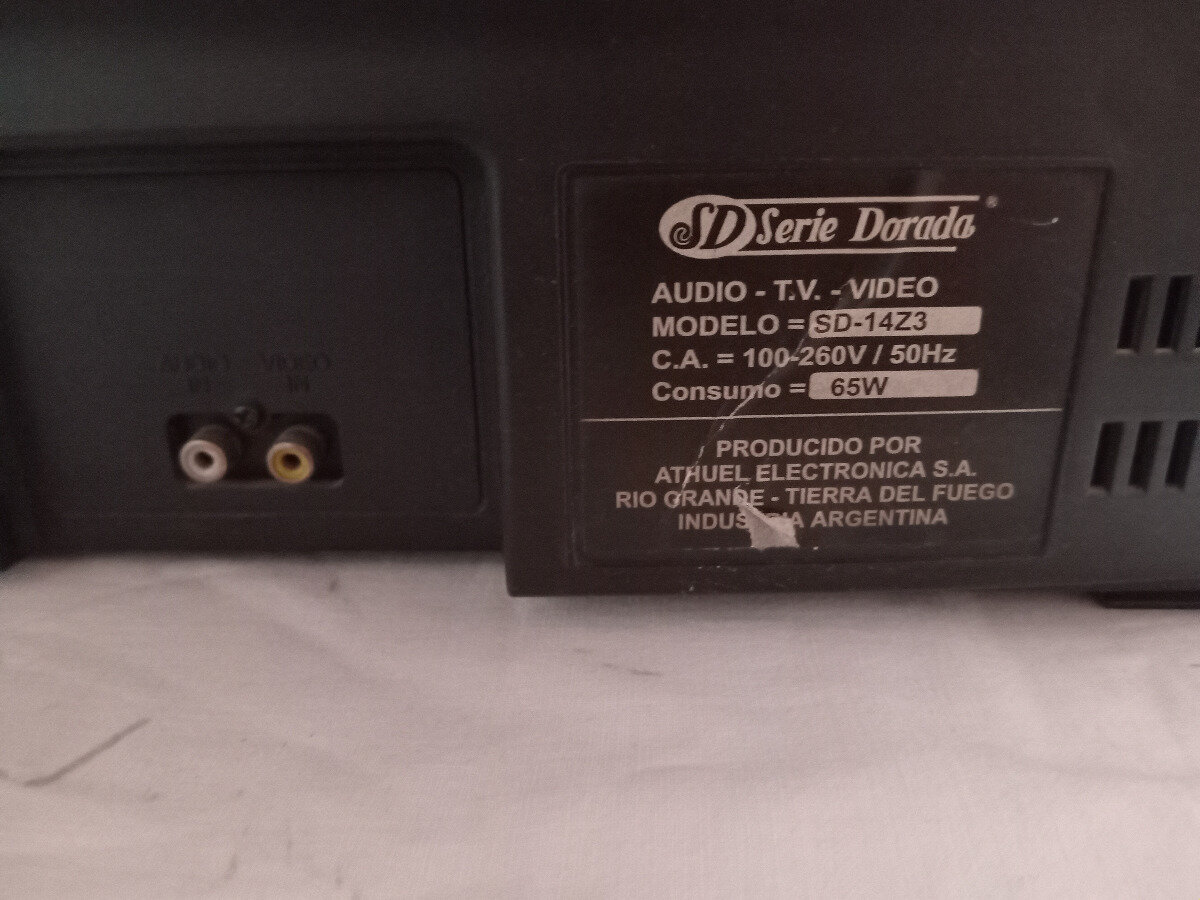 SD Serie Dorada ®
AUDIO - T.V. - VIDEO
MODELO = SD-14Z3
C.A. = 100-260V / 50Hz
Consumo = 65W
PRODUCIDO POR
ATHUEL ELECTRONICA S.A.
RIO GRANDE - TIERRA DEL FUEGO
INDUSTRIA ARGENTINA